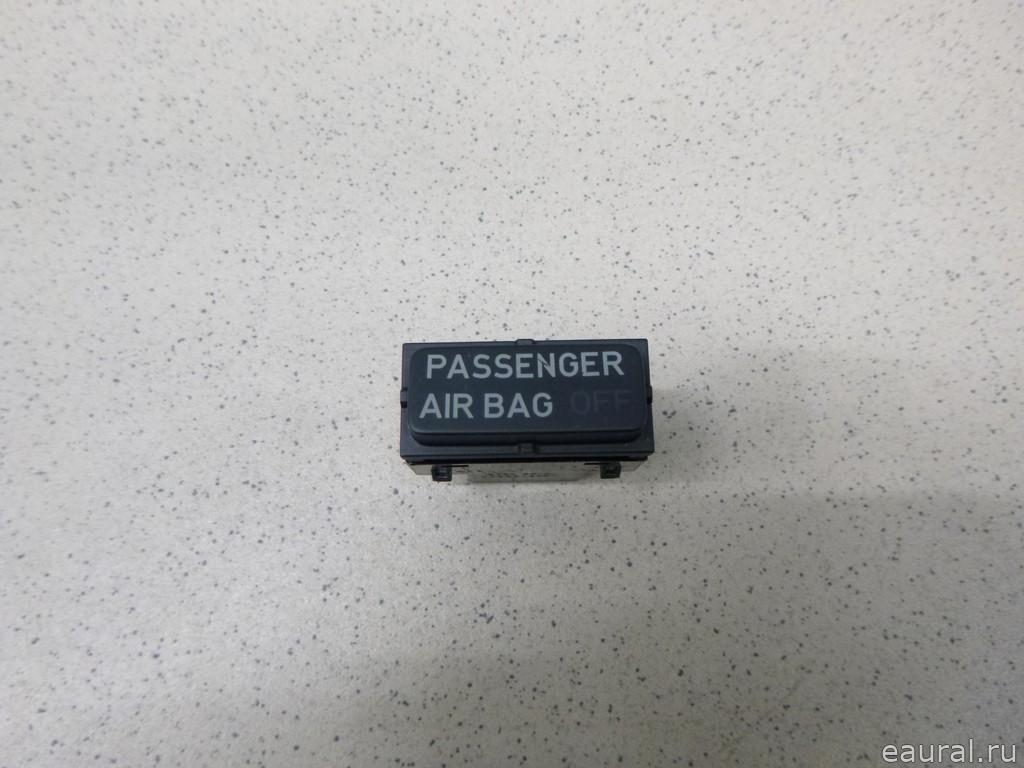 PASSENGER
AIR BAG OFF
eaural.ru